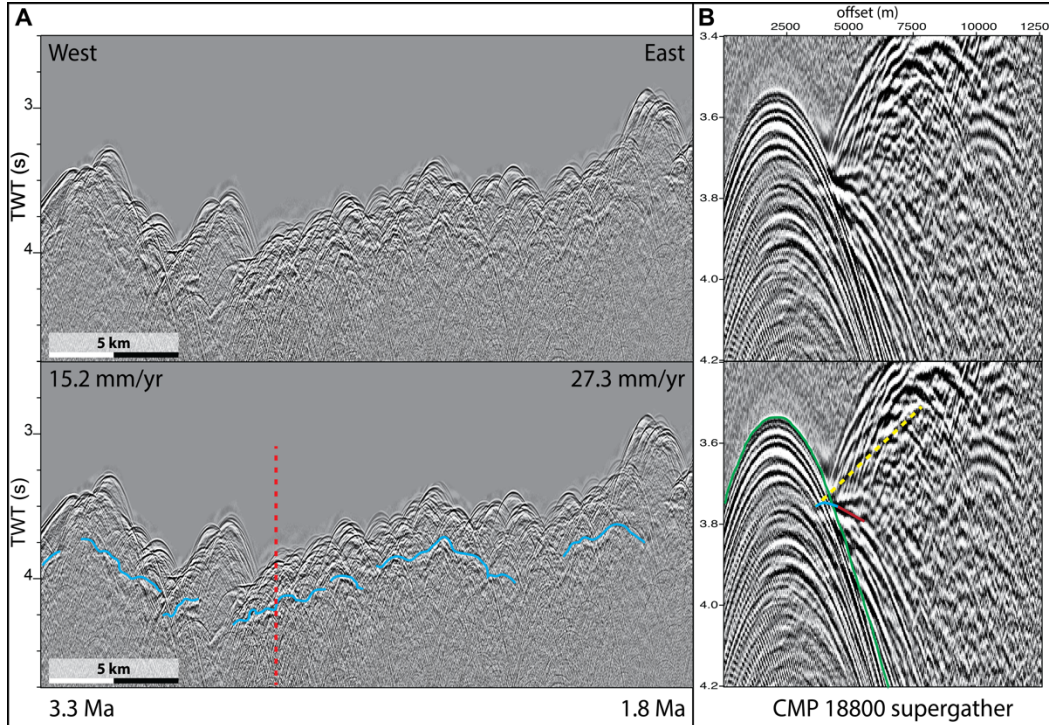 A
West
East
3
4
TWT (s)
5 km
15.2 mm/yr
27.3 mm/yr
3
4
TWT (s)
5 km
3.3 Ma
1.8 Ma
B
offset (m)
2500 5000 7500 10000 1250
3.4
3.6
3.8
4.0
4.2
3.6
3.8
4.0
4.2
CMP 18800 supergather